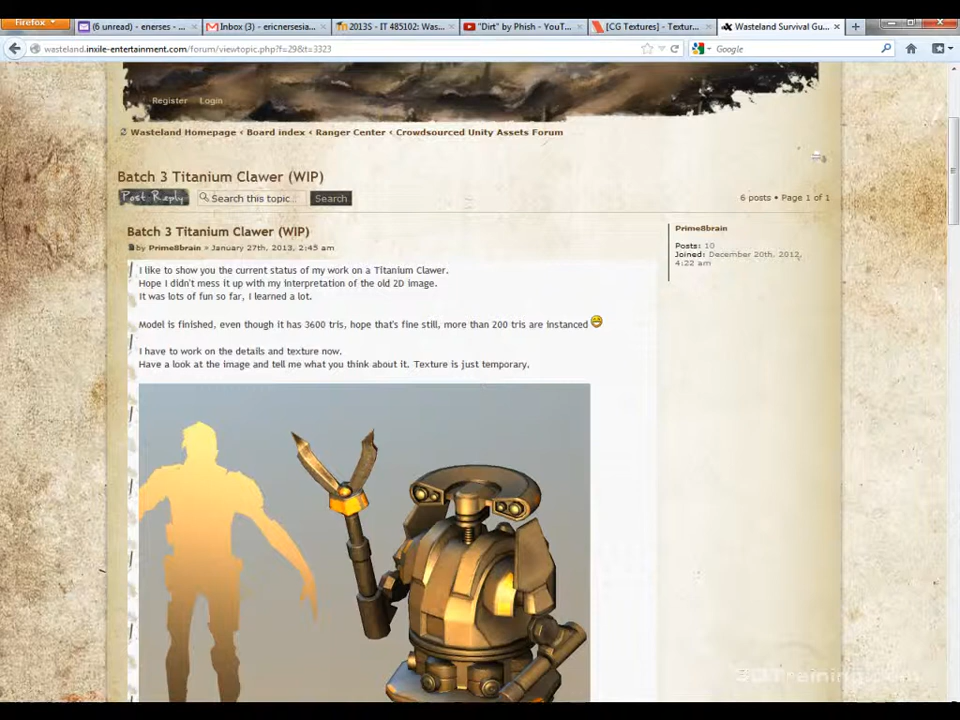 Firefox
(6 unread) - enerses - ...
Inbox (3) - ericnersesia...
2013S - IT 485102: Was...
"Dirt" by Phish - YouT...
[CG Textures] - Textur...
Wasteland Survival Gu...
wasteland.inxile-entertainment.com/forum/viewtopic.php?f=29&t=3323
Google
Register Login
Wasteland Homepage ‹ Board index ‹ Ranger Center ‹ Crowdsourced Unity Assets Forum
Batch 3 Titanium Clawer (WIP)
Post Reply
Search this topic...
Search
6 posts • Page 1 of 1
Batch 3 Titanium Clawer (WIP)
by Prime8brain » January 27th, 2013, 2:45 am
Prime8brain
Posts: 10
Joined: December 20th, 2012,
4:22 am
I like to show you the current status of my work on a Titanium Clawer.
Hope I didn't mess it up with my interpretation of the old 2D image.
It was lots of fun so far, I learned a lot.
Model is finished, even though it has 3600 tris, hope that's fine still, more than 200 tris are instanced
I have to work on the details and texture now.
Have a look at the image and tell me what you think about it. Texture is just temporary.